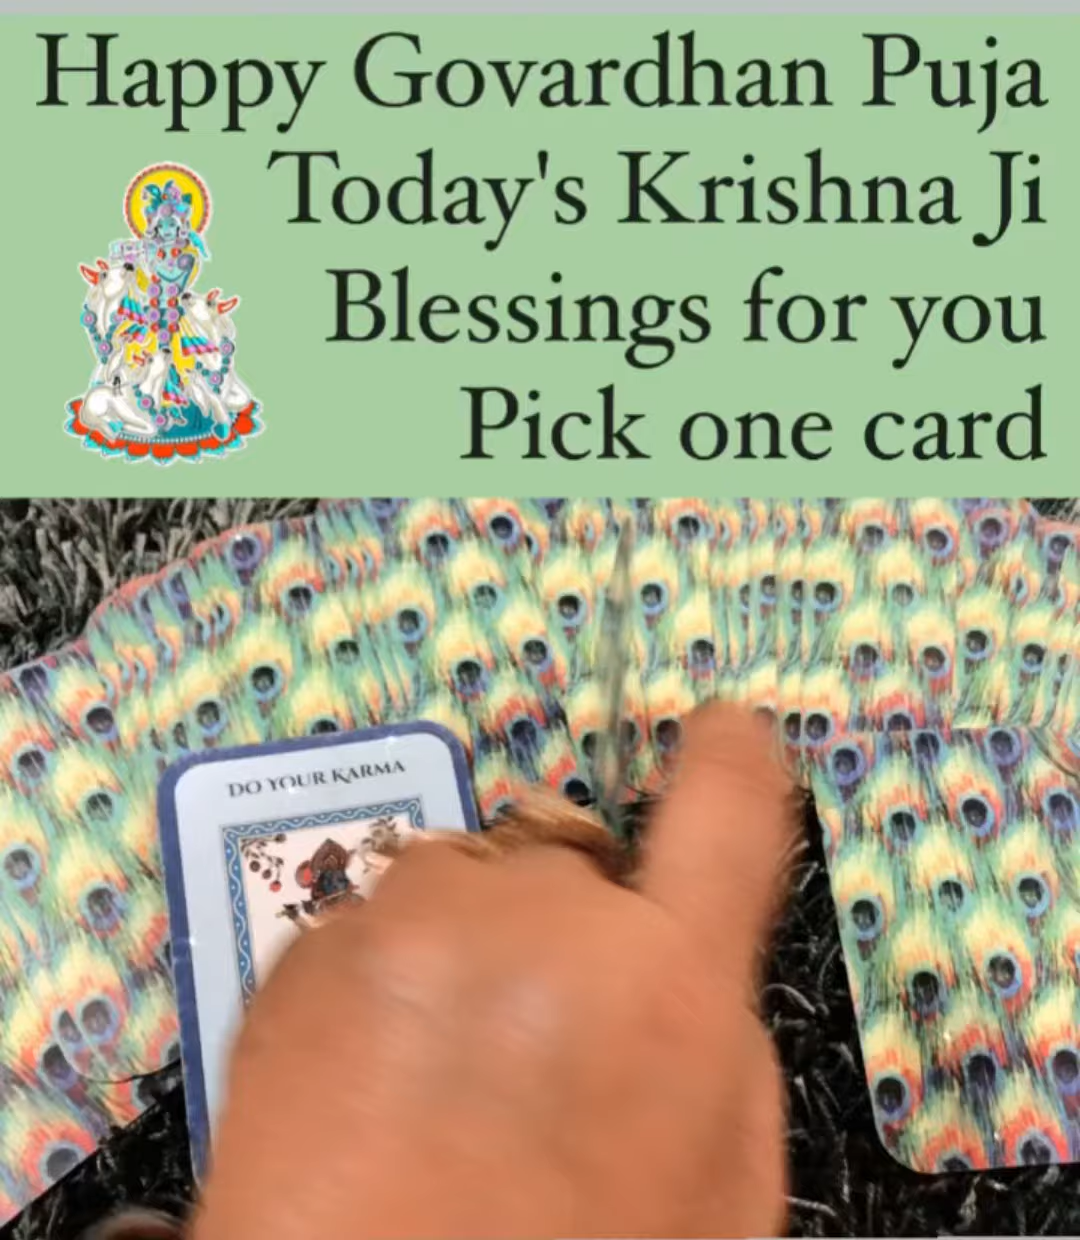 Happy Govardhan Puja
Today's Krishna Ji
Blessings for you
Pick one card
DO YOUR KARMA